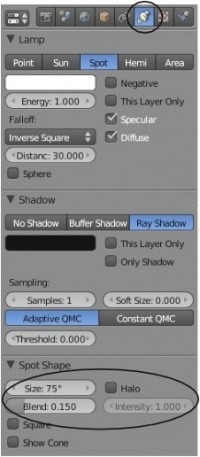 Lamp
Point Sun Spot Hemi Area
Negative
Energy: 1.000
This Layer Only
Falloff:
Specular
Inverse Square
Diffuse
Distanc: 30.000
Sphere
Shadow
No Shadow Buffer Shadow Ray Shadow
This Layer Only
Only Shadow
Sampling:
Samples: 1 Soft Size: 0.000
Adaptive QMC Constant QMC
Threshold: 0.000
Spot Shape
Size: 75° Halo
Blend: 0.150 Intensity: 1.000
Square
Show Cone